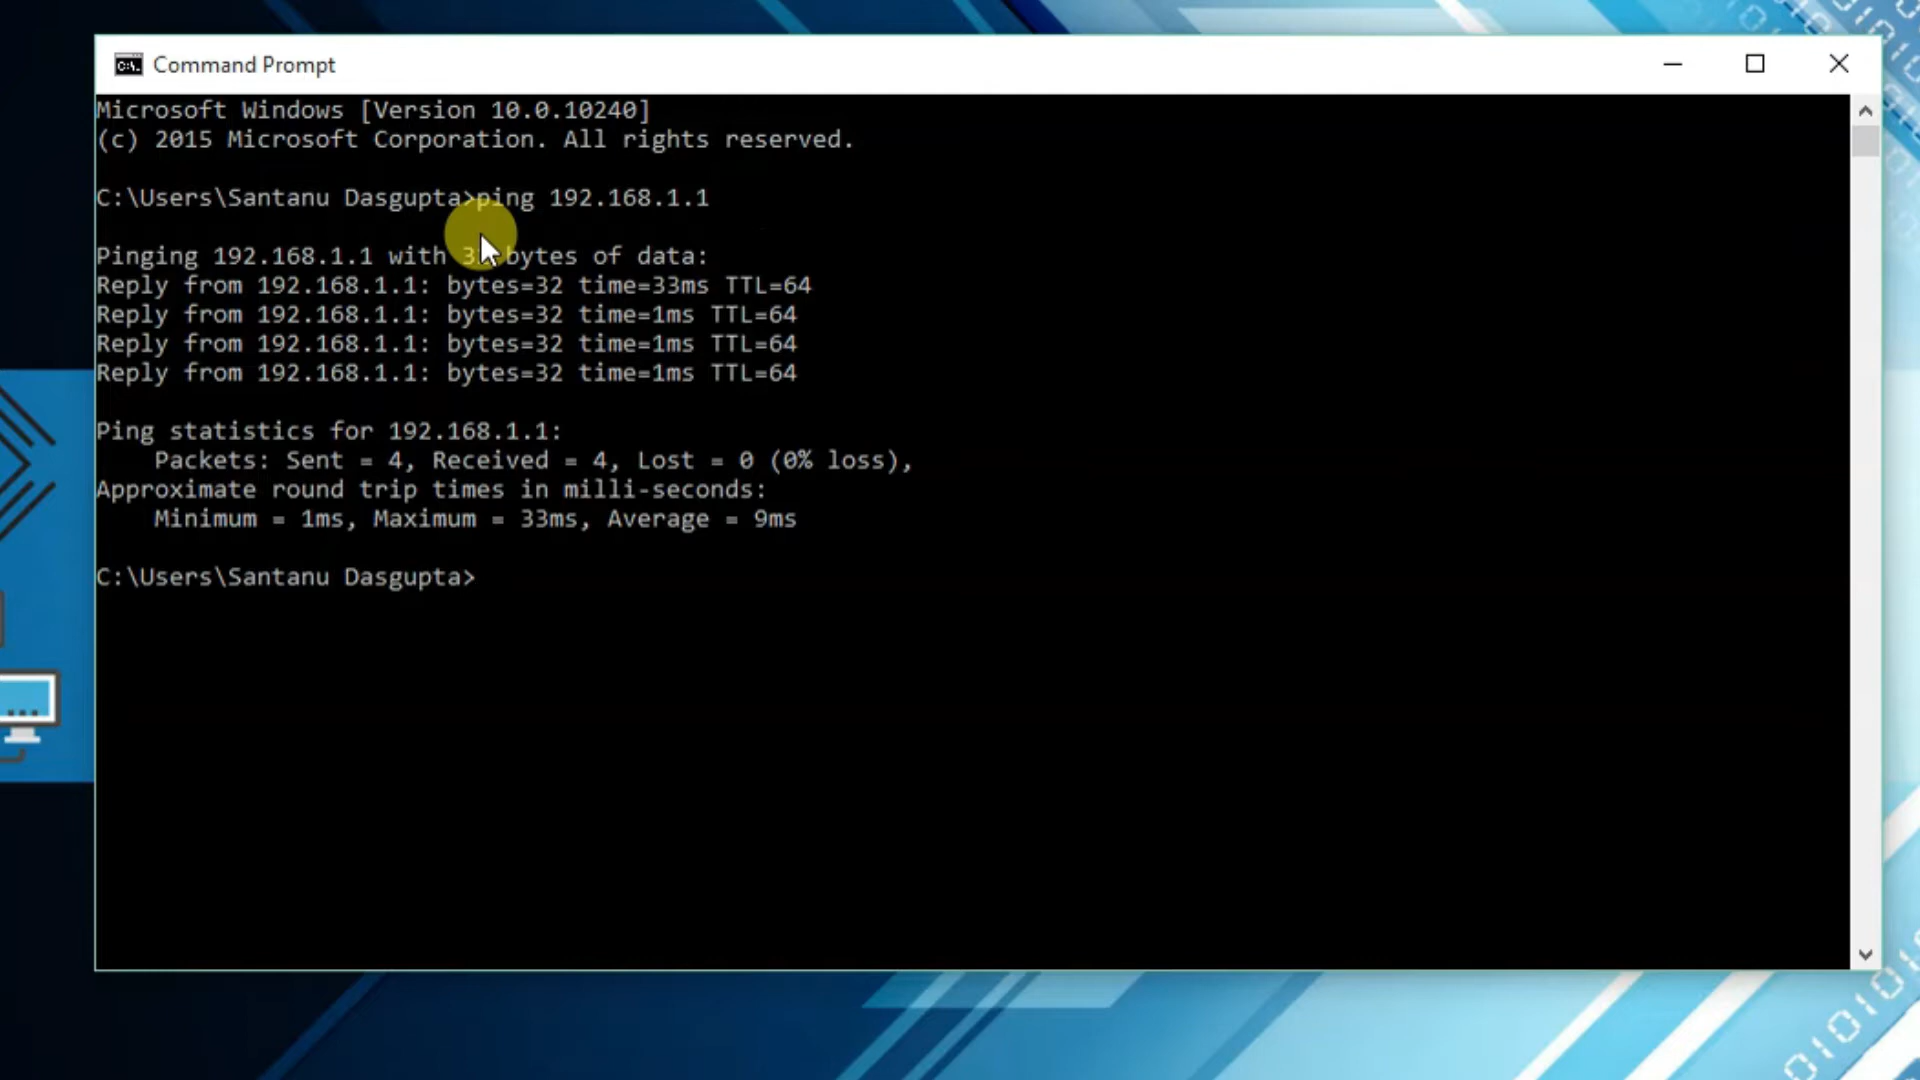 Command Prompt
Microsoft Windows [Version 10.0.10240]
(c) 2015 Microsoft Corporation. All rights reserved.
C:\Users\Santanu Dasgupta>ping 192.168.1.1
Pinging 192.168.1.1 with 32 bytes of data:
Reply from 192.168.1.1: bytes=32 time=33ms TTL=64
Reply from 192.168.1.1: bytes=32 time=1ms TTL=64
Reply from 192.168.1.1: bytes=32 time=1ms TTL=64
Reply from 192.168.1.1: bytes=32 time=1ms TTL=64
Ping statistics for 192.168.1.1:
Packets: Sent = 4, Received = 4, Lost = 0 (0% loss),
Approximate round trip times in milli-seconds:
Minimum = 1ms, Maximum = 33ms, Average = 9ms
C:\Users\Santanu Dasgupta>